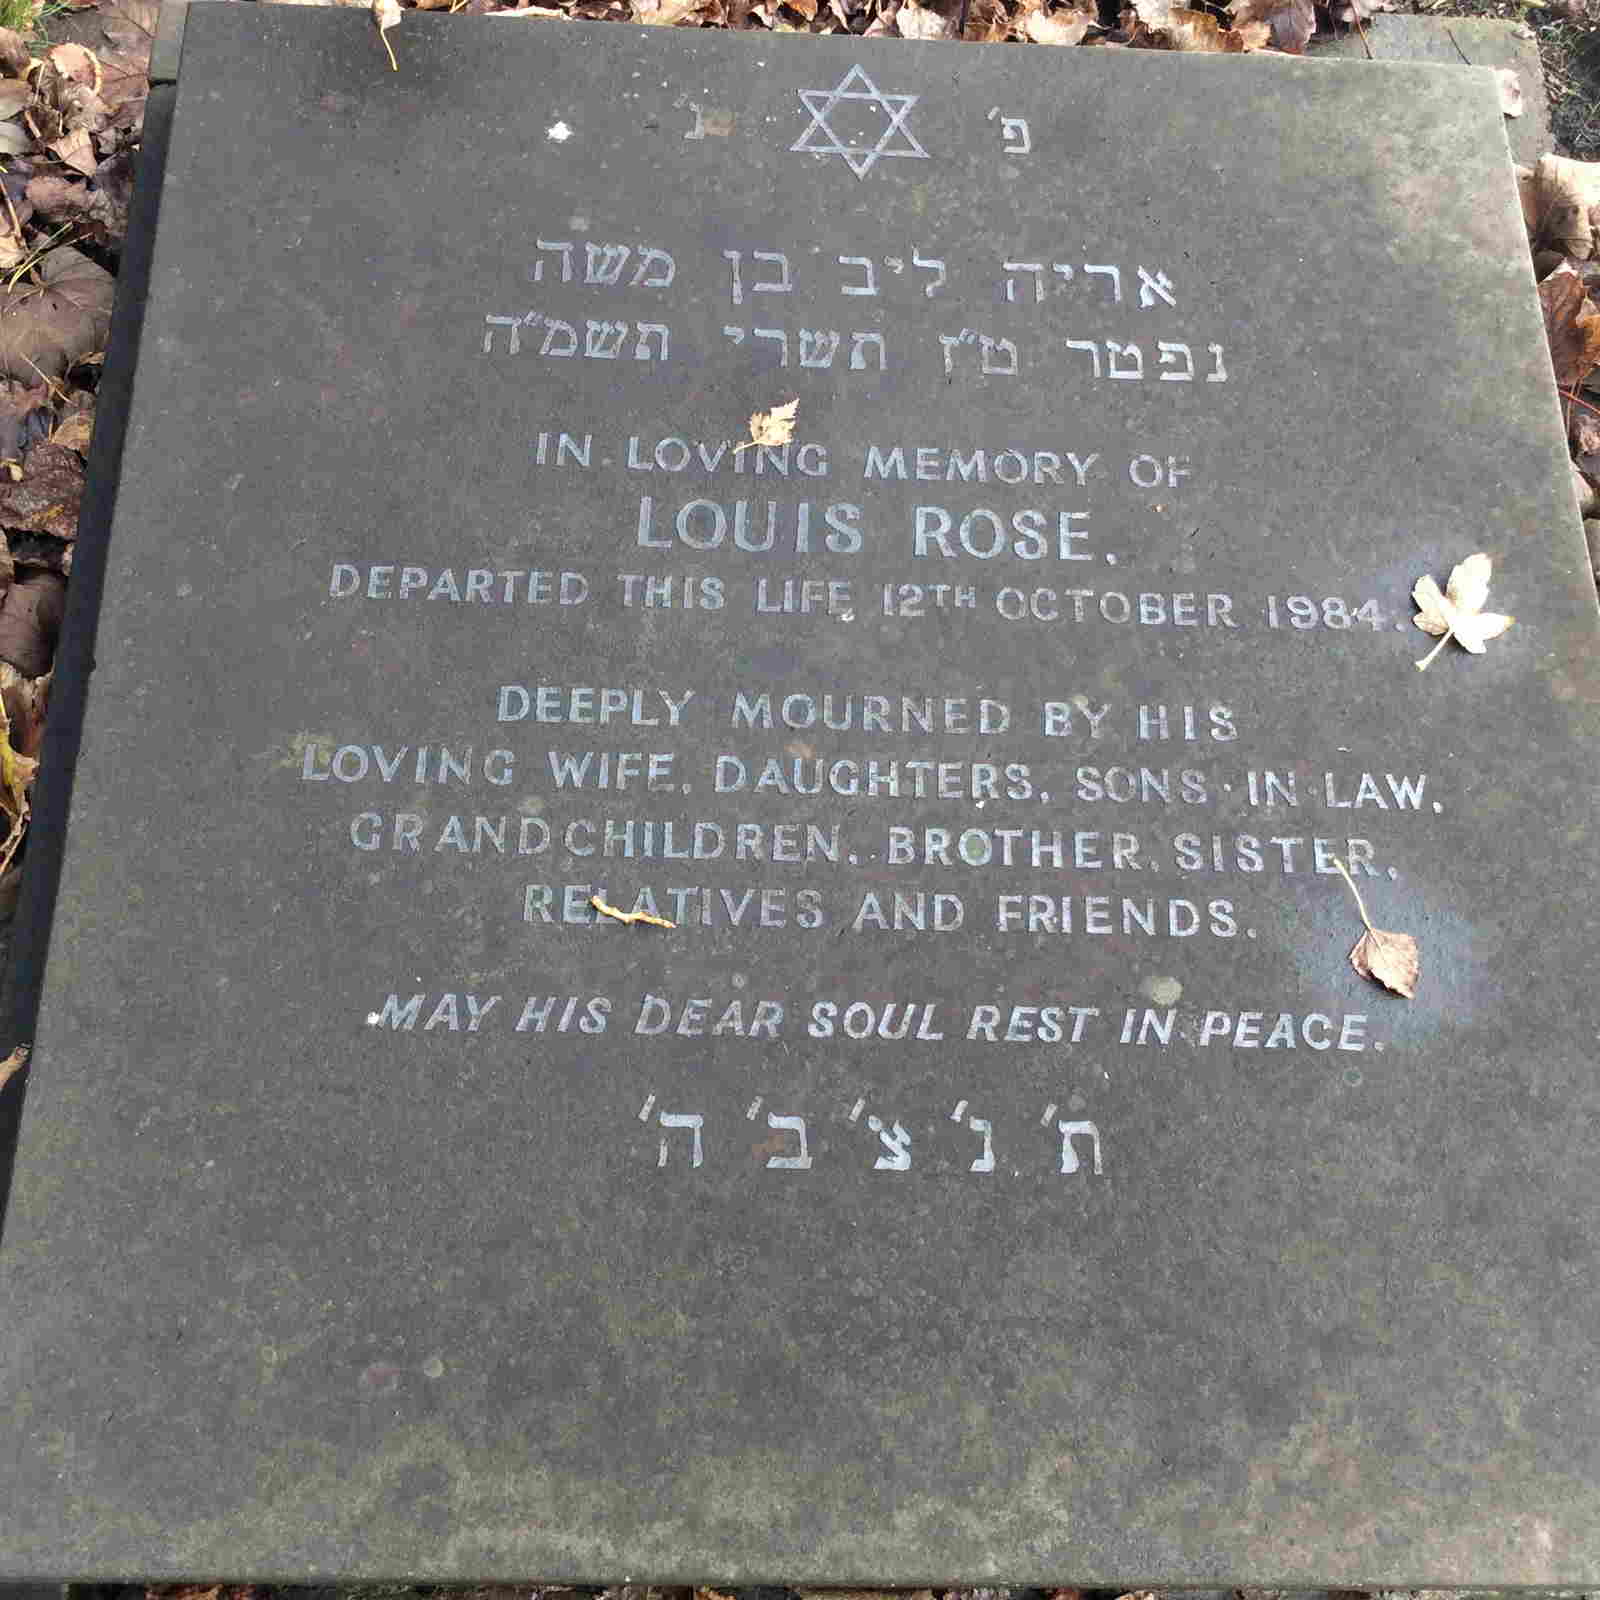 פ' נ'
אריה ליב בן משה
נפטר ט"ז תשרי תשמ"ה
IN LOVING MEMORY OF
LOUIS ROSE.
DEPARTED THIS LIFE 12TH OCTOBER 1984.
DEEPLY MOURNED BY HIS
LOVING WIFE, DAUGHTERS, SONS-IN-LAW,
GRANDCHILDREN, BROTHER, SISTER,
RELATIVES AND FRIENDS.
MAY HIS DEAR SOUL REST IN PEACE.
ת' נ' צ' ב' ה'